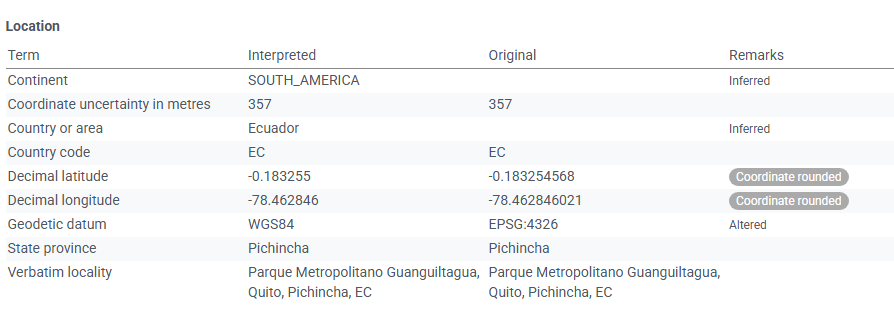 Location
Term Interpreted Original Remarks
Continent SOUTH_AMERICA Inferred
Coordinate uncertainty in metres 357 357
Country or area Ecuador Inferred
Country code EC EC
Decimal latitude -0.183255 -0.183254568 Coordinate rounded
Decimal longitude -78.462846 -78.462846021 Coordinate rounded
Geodetic datum WGS84 EPSG:4326 Altered
State province Pichincha Pichincha
Verbatim locality Parque Metropolitano Guanguiltagua, Parque Metropolitano Guanguiltagua,
Quito, Pichincha, EC Quito, Pichincha, EC